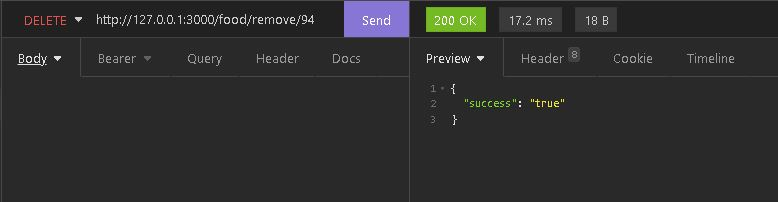 DELETE http://127.0.0.1:3000/food/remove/94 Send 200 OK 17.2 ms 18 B
Body Bearer Query Header Docs Preview Header 8 Cookie Timeline
1 {
2 "success": "true"
3 }